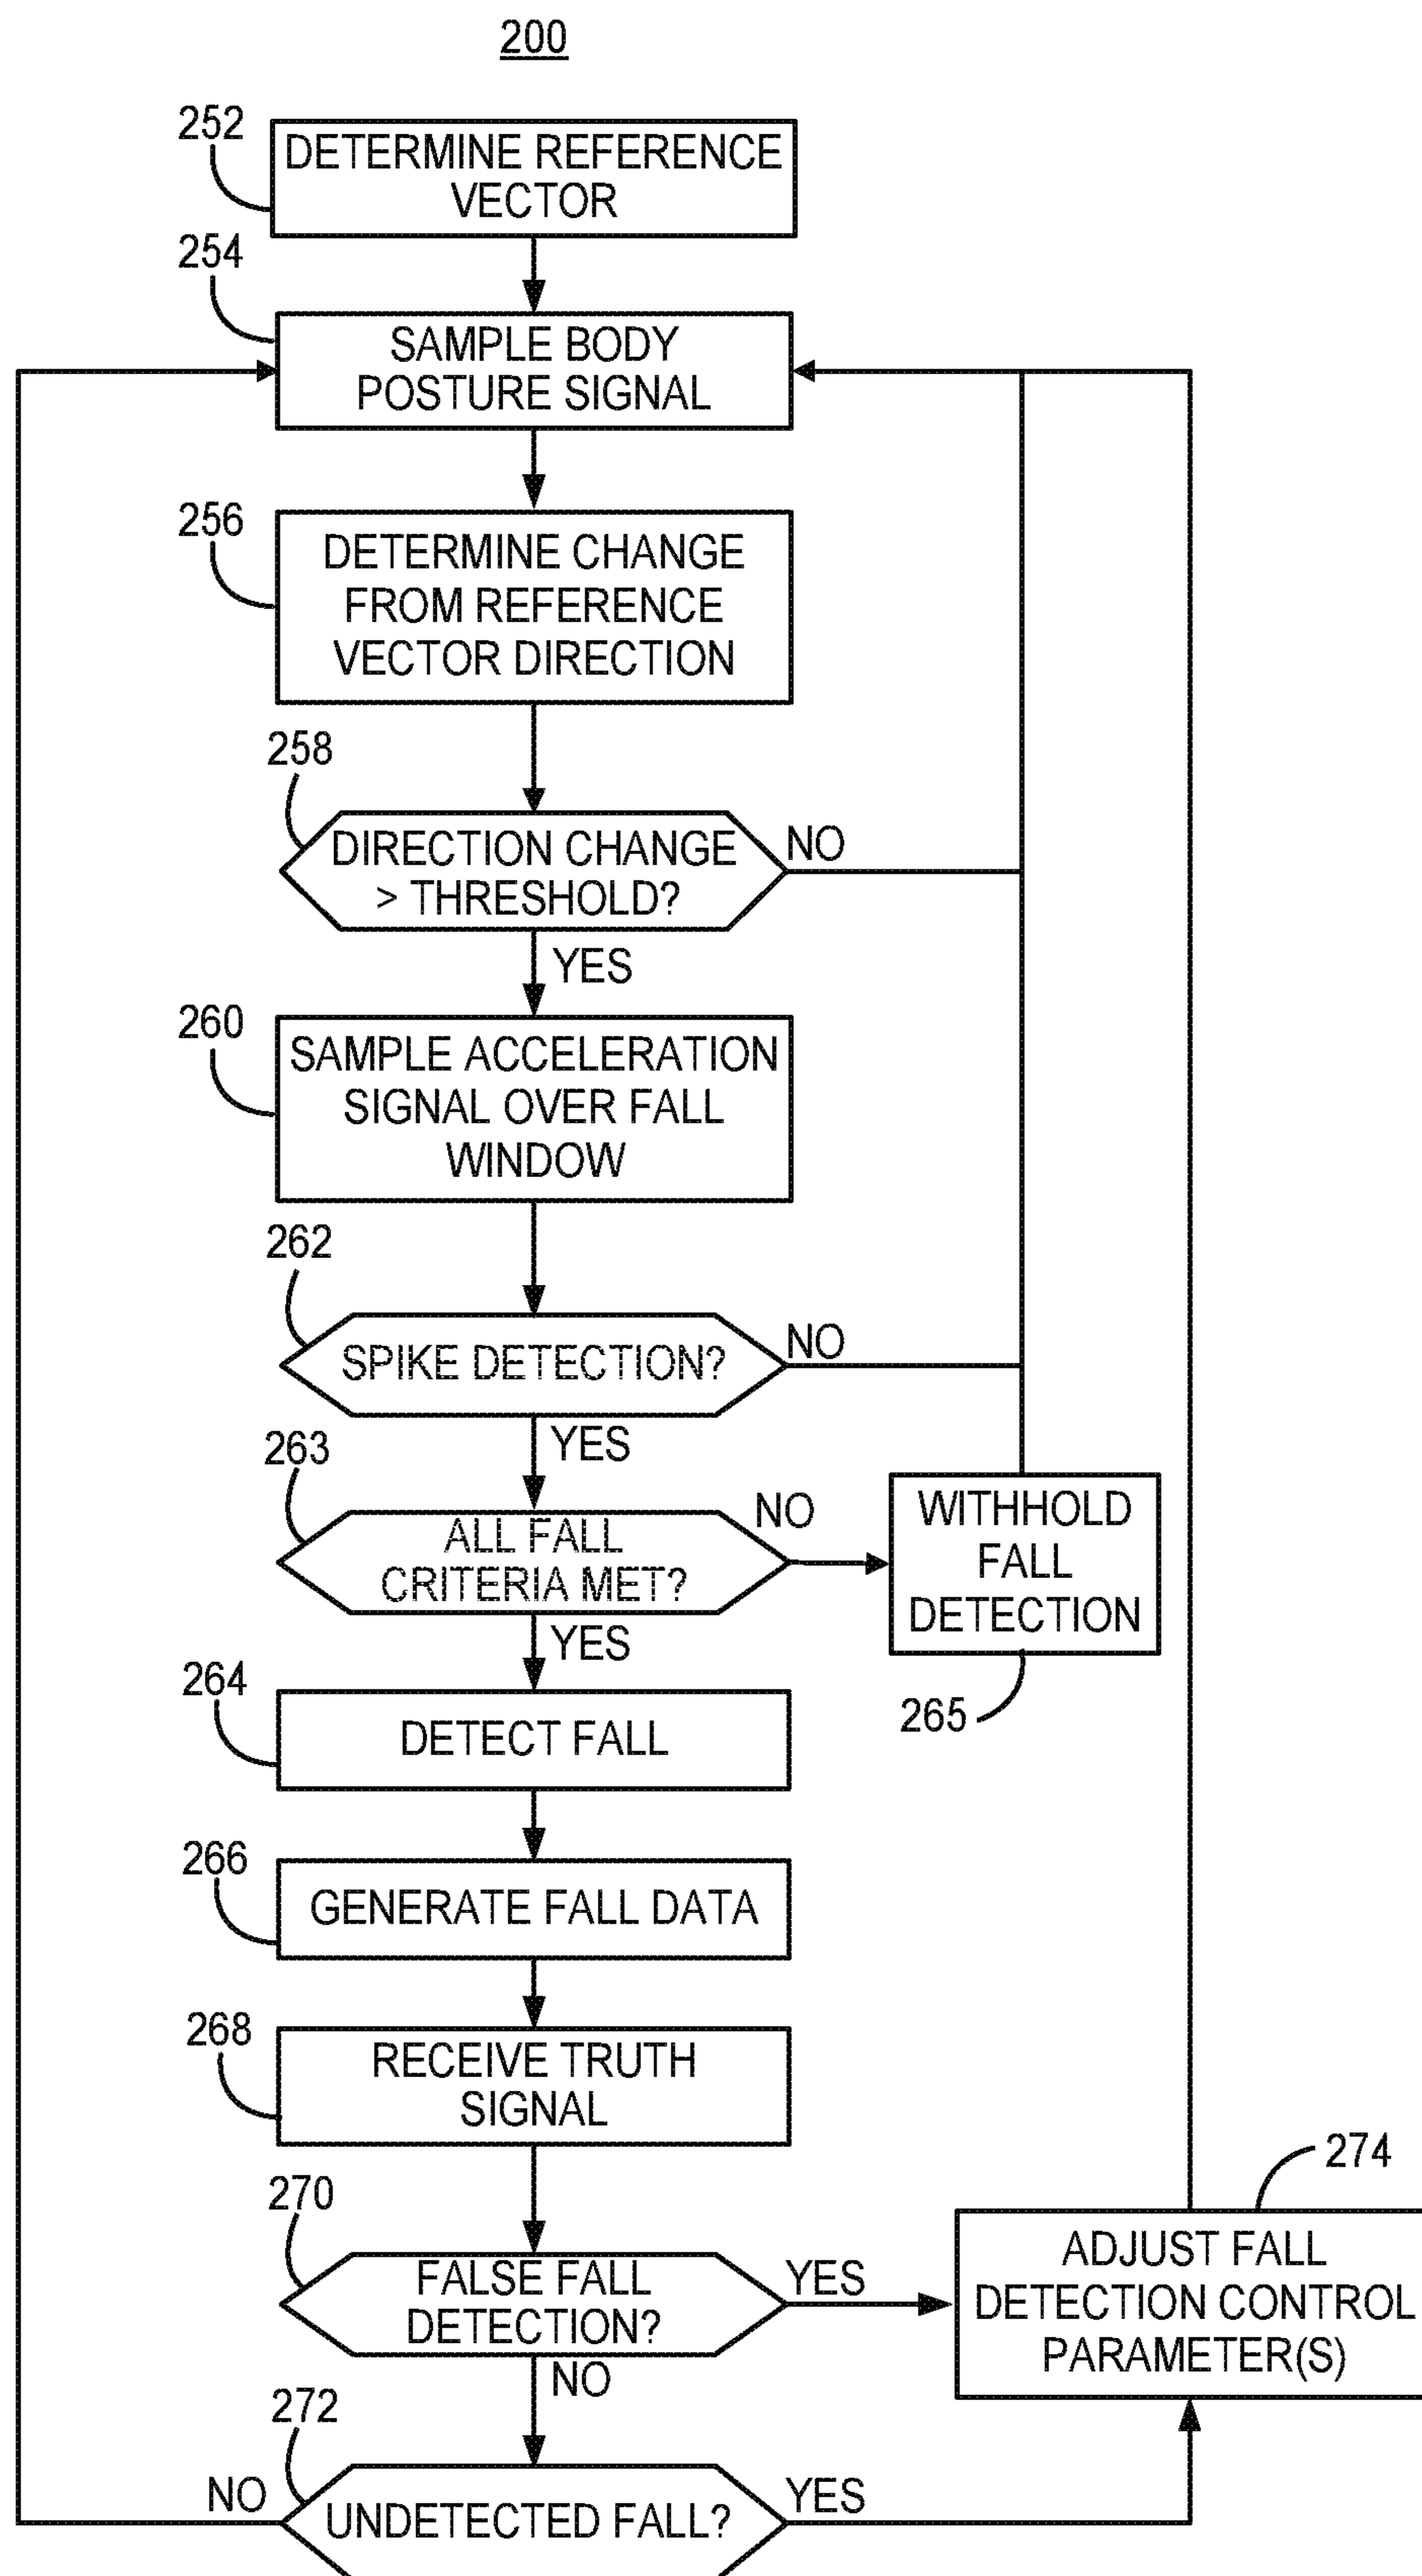 200
252
DETERMINE REFERENCE
VECTOR
254
SAMPLE BODY
POSTURE SIGNAL
256
DETERMINE CHANGE
FROM REFERENCE
VECTOR DIRECTION
258
DIRECTION CHANGE
> THRESHOLD?
NO
YES
260
SAMPLE ACCELERATION
SIGNAL OVER FALL
WINDOW
262
SPIKE DETECTION?
NO
YES
263
ALL FALL
CRITERIA MET?
NO
WITHHOLD
FALL
DETECTION
265
YES
264
DETECT FALL
266
GENERATE FALL DATA
268
RECEIVE TRUTH
SIGNAL
270
FALSE FALL
DETECTION?
YES
274
ADJUST FALL
DETECTION CONTROL
PARAMETER(S)
NO
272
UNDETECTED FALL?
NO
YES